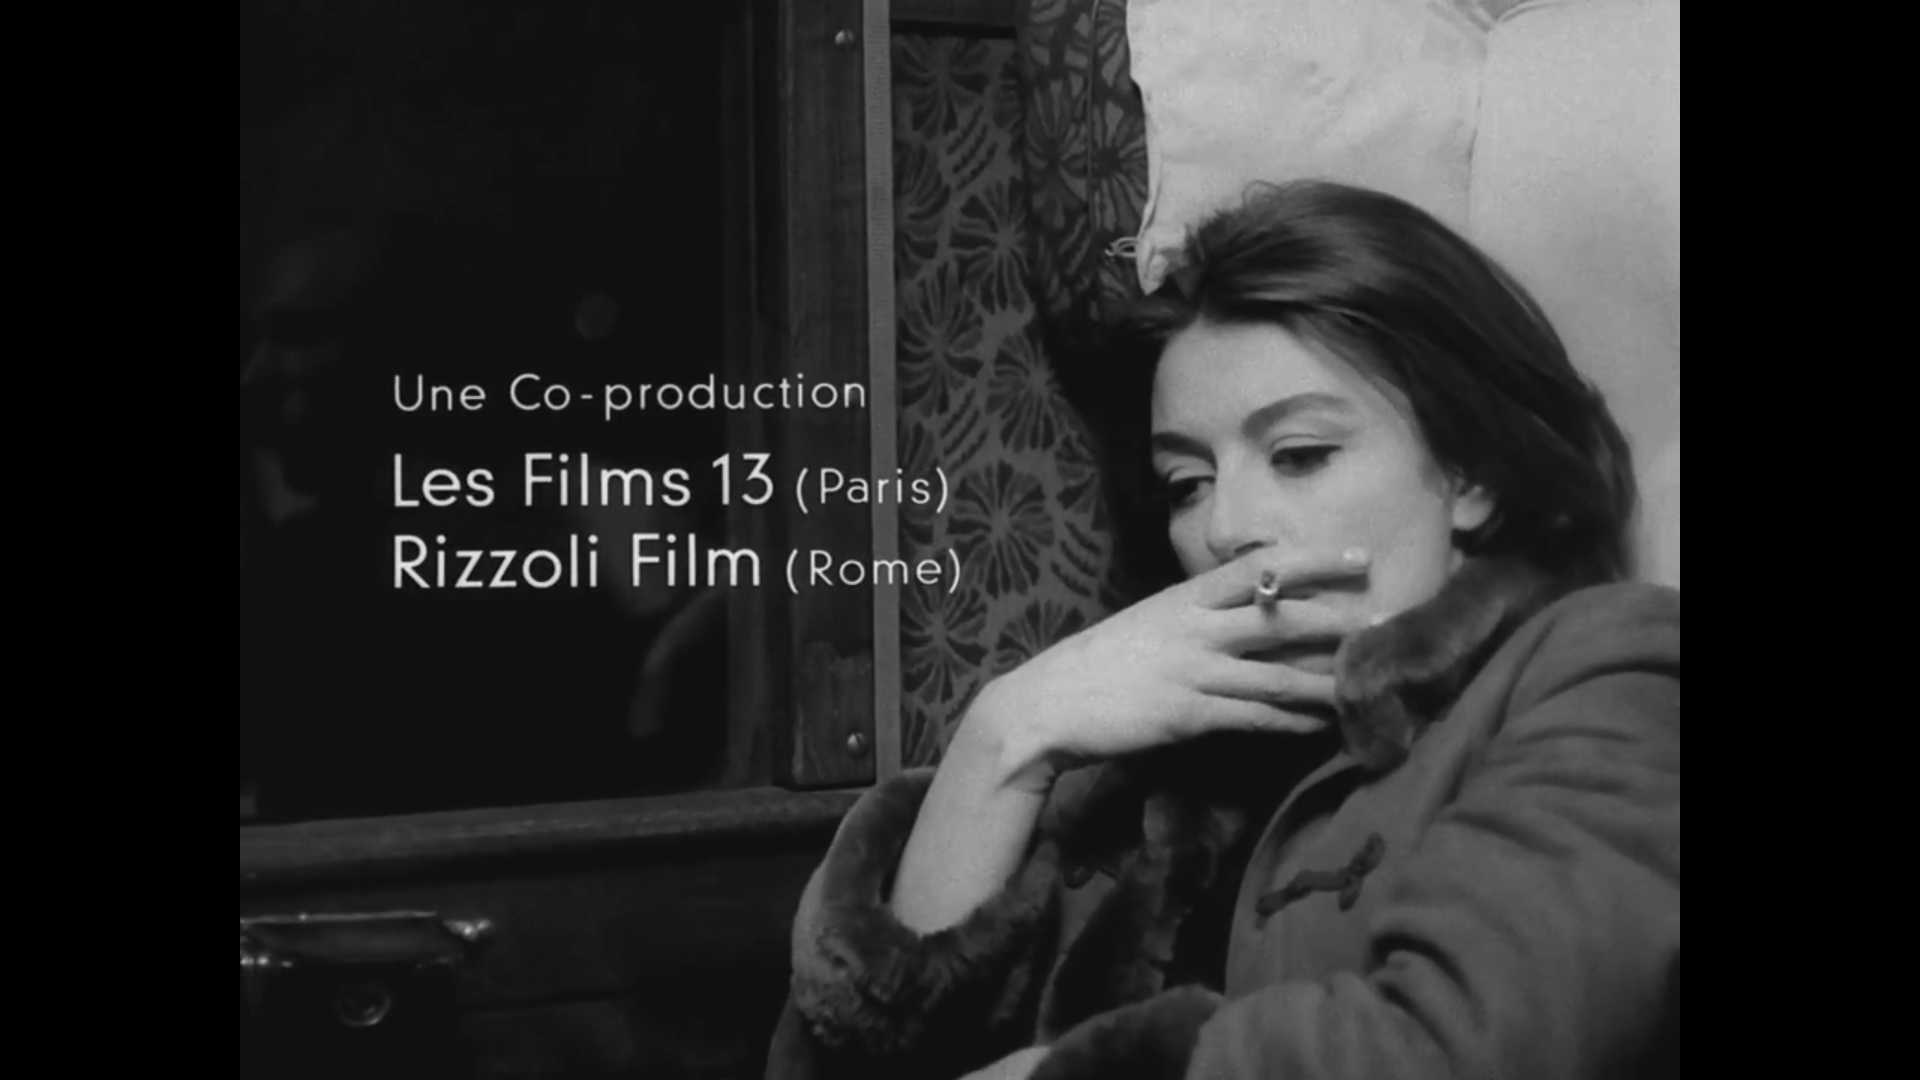 Une Co-production
Les Films 13 (Paris)
Rizzoli Film (Rome)